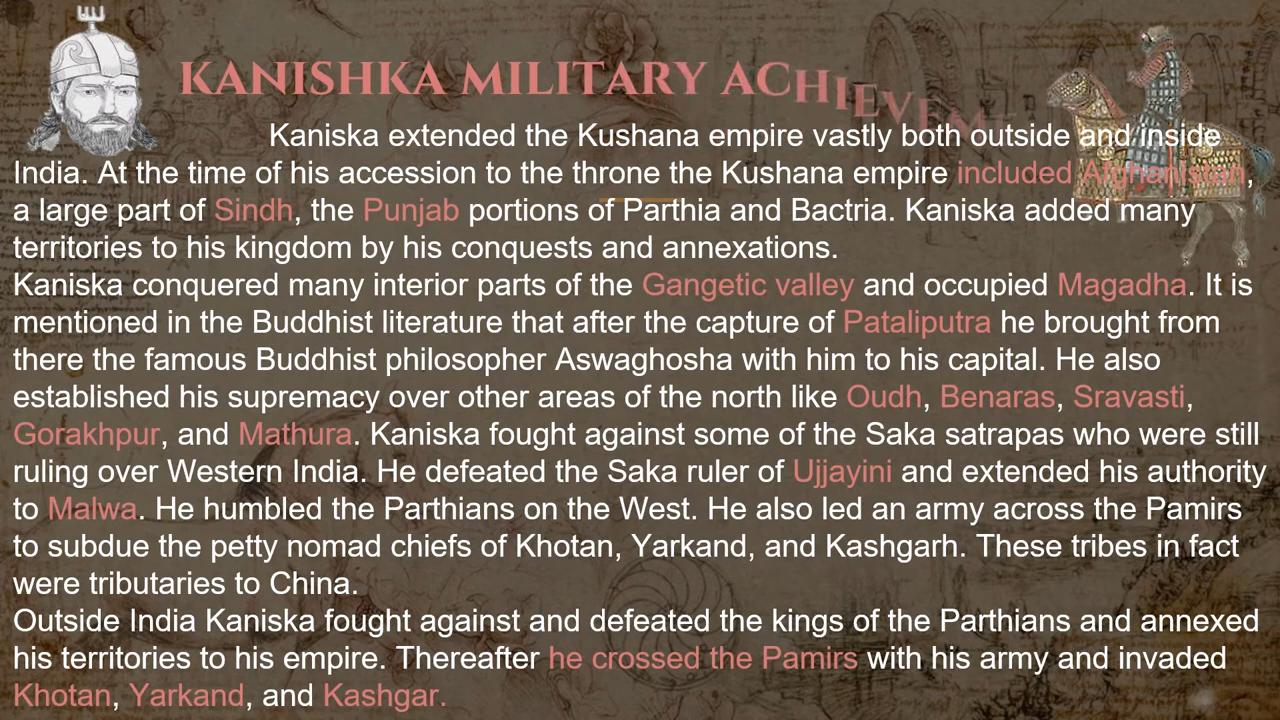 KANISHKA MILITARY ACHIEVEM
Kaniska extended the Kushana empire vastly both outside and inside
India. At the time of his accession to the throne the Kushana empire included Afghanistan,
a large part of Sindh, the Punjab portions of Parthia and Bactria. Kaniska added many
territories to his kingdom by his conquests and annexations.
Kaniska conquered many interior parts of the Gangetic valley and occupied Magadha. It is
mentioned in the Buddhist literature that after the capture of Pataliputra he brought from
there the famous Buddhist philosopher Aswaghosha with him to his capital. He also
established his supremacy over other areas of the north like Oudh, Benaras, Sravasti,
Gorakhpur, and Mathura. Kaniska fought against some of the Saka satrapas who were still
ruling over Western India. He defeated the Saka ruler of Ujjayini and extended his authority
to Malwa. He humbled the Parthians on the West. He also led an army across the Pamirs
to subdue the petty nomad chiefs of Khotan, Yarkand, and Kashgarh. These tribes in fact
were tributaries to China.
Outside India Kaniska fought against and defeated the kings of the Parthians and annexed
his territories to his empire. Thereafter he crossed the Pamirs with his army and invaded
Khotan, Yarkand, and Kashgar.